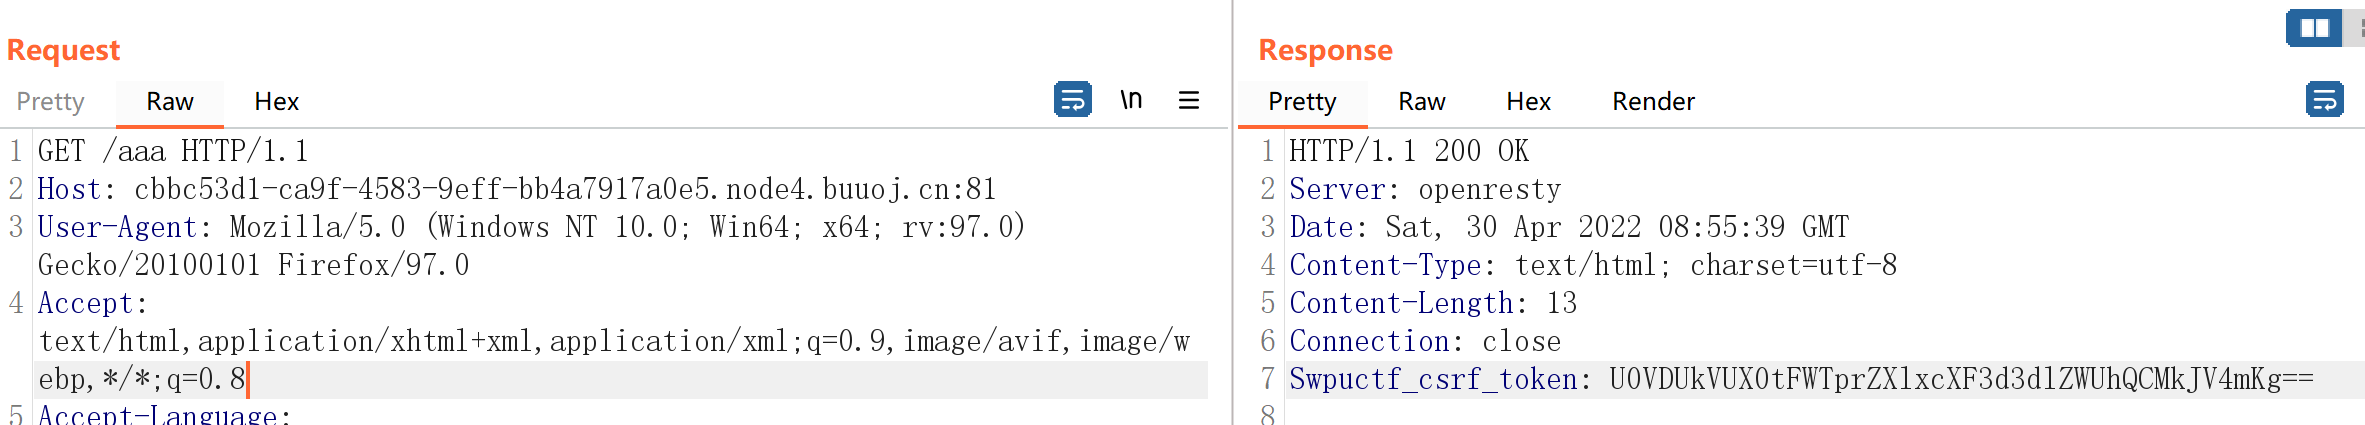 Request
Pretty
Raw
Hex
\n
1 GET /aaa HTTP/1.1
2 Host: cbbc53d1-ca9f-4583-9eff-bb4a7917a0e5.node4.buuoj.cn:81
3 User-Agent: Mozilla/5.0 (Windows NT 10.0; Win64; x64; rv:97.0)
Gecko/20100101 Firefox/97.0
4 Accept:
text/html,application/xhtml+xml,application/xml;q=0.9,image/avif,image/w
ebp,*/*;q=0.8
5 Accept-Language:
Response
Pretty
Raw
Hex
Render
1 HTTP/1.1 200 OK
2 Server: openresty
3 Date: Sat, 30 Apr 2022 08:55:39 GMT
4 Content-Type: text/html; charset=utf-8
5 Content-Length: 13
6 Connection: close
7 Swpuctf_csrf_token: U0VDUkVUX0tFWTprZXlxcXF3d3dlZWUhQCMkJV4mKg==
8